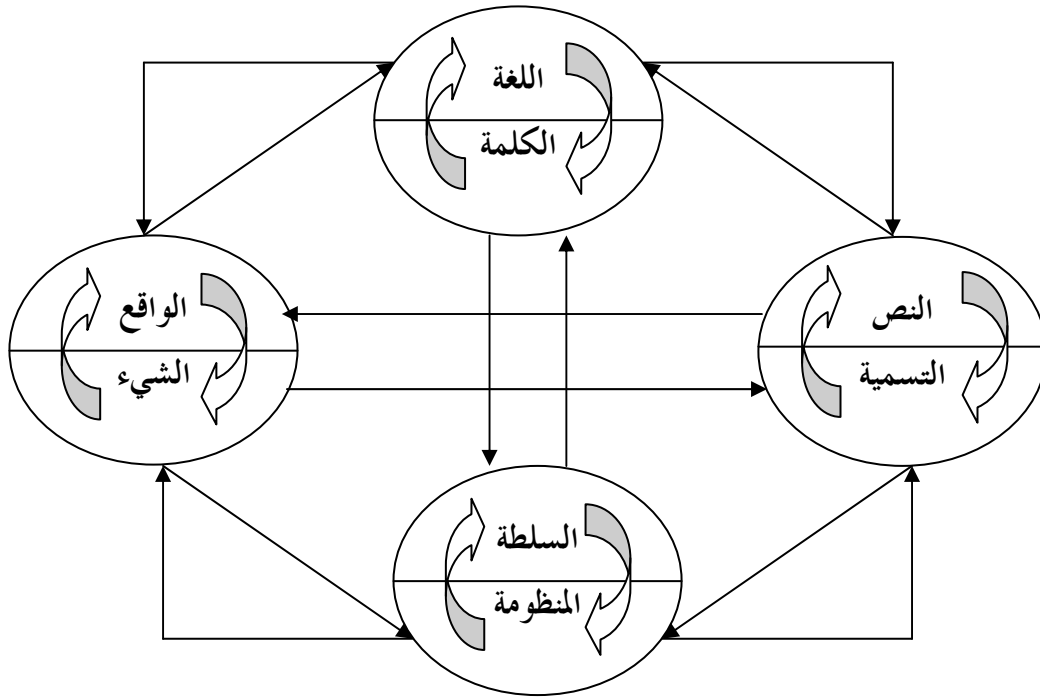 اللغة
الكلمة
النص
التسمية
الواقع
الشيء
السلطة
المنظومة